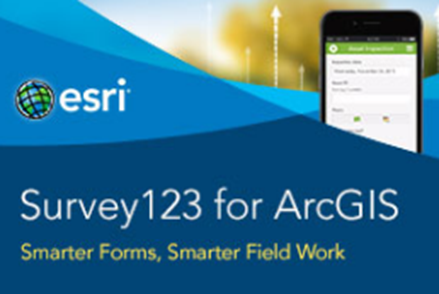 esri
Asset Inspection
Survey123 for ArcGIS
Smarter Forms, Smarter Field Work